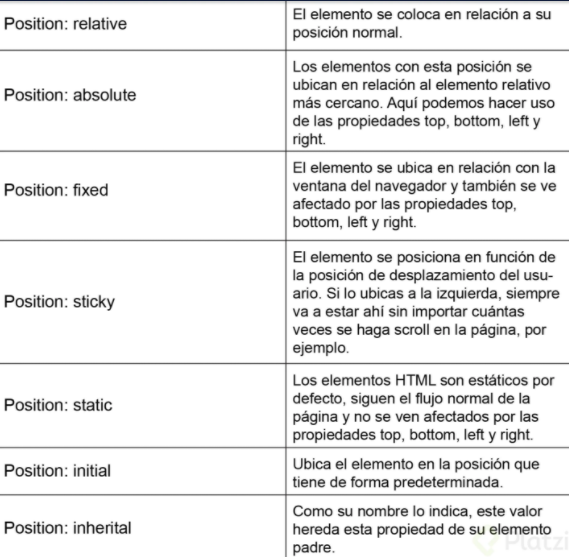 Position: relative
El elemento se coloca en relación a su
posición normal.
Position: absolute
Los elementos con esta posición se
ubican en relación al elemento relativo
más cercano. Aquí podemos hacer uso
de las propiedades top, bottom, left y
right.
Position: fixed
El elemento se ubica en relación con la
ventana del navegador y también se ve
afectado por las propiedades top,
bottom, left y right.
Position: sticky
El elemento se posiciona en función de
la posición de desplazamiento del usu-
ario. Si lo ubicas a la izquierda, siempre
va a estar ahí sin importar cuántas
veces se haga scroll en la página, por
ejemplo.
Position: static
Los elementos HTML son estáticos por
defecto, siguen el flujo normal de la
página y no se ven afectados por las
propiedades top, bottom, left y right.
Position: initial
Ubica el elemento en la posición que
tiene de forma predeterminada.
Position: inherital
Como su nombre lo indica, este valor
hereda esta propiedad de su elemento
padre.
Platzi